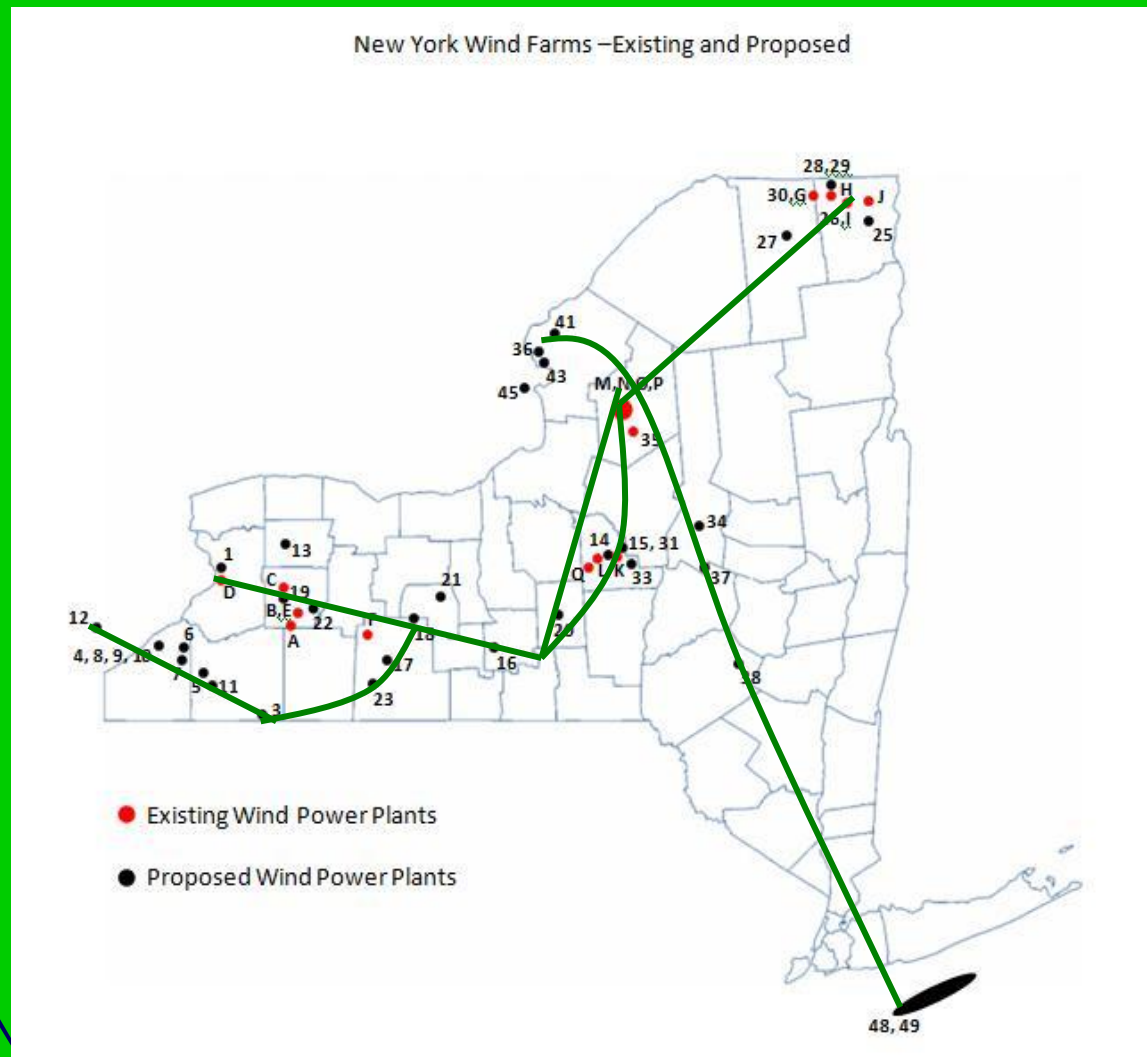 New York Wind Farms –Existing and Proposed
28,29
30,G
H
J
26,I
25
27
41
36
43
45
M,N,O,P
35
34
14
15, 31
Q
L
K
33
37
1
13
D
C
19
B,E
22
A
21
F
18
20
16
12
6
4, 8, 9, 10
7
5
11
17
23
3
38
Existing Wind Power Plants
Proposed Wind Power Plants
48, 49